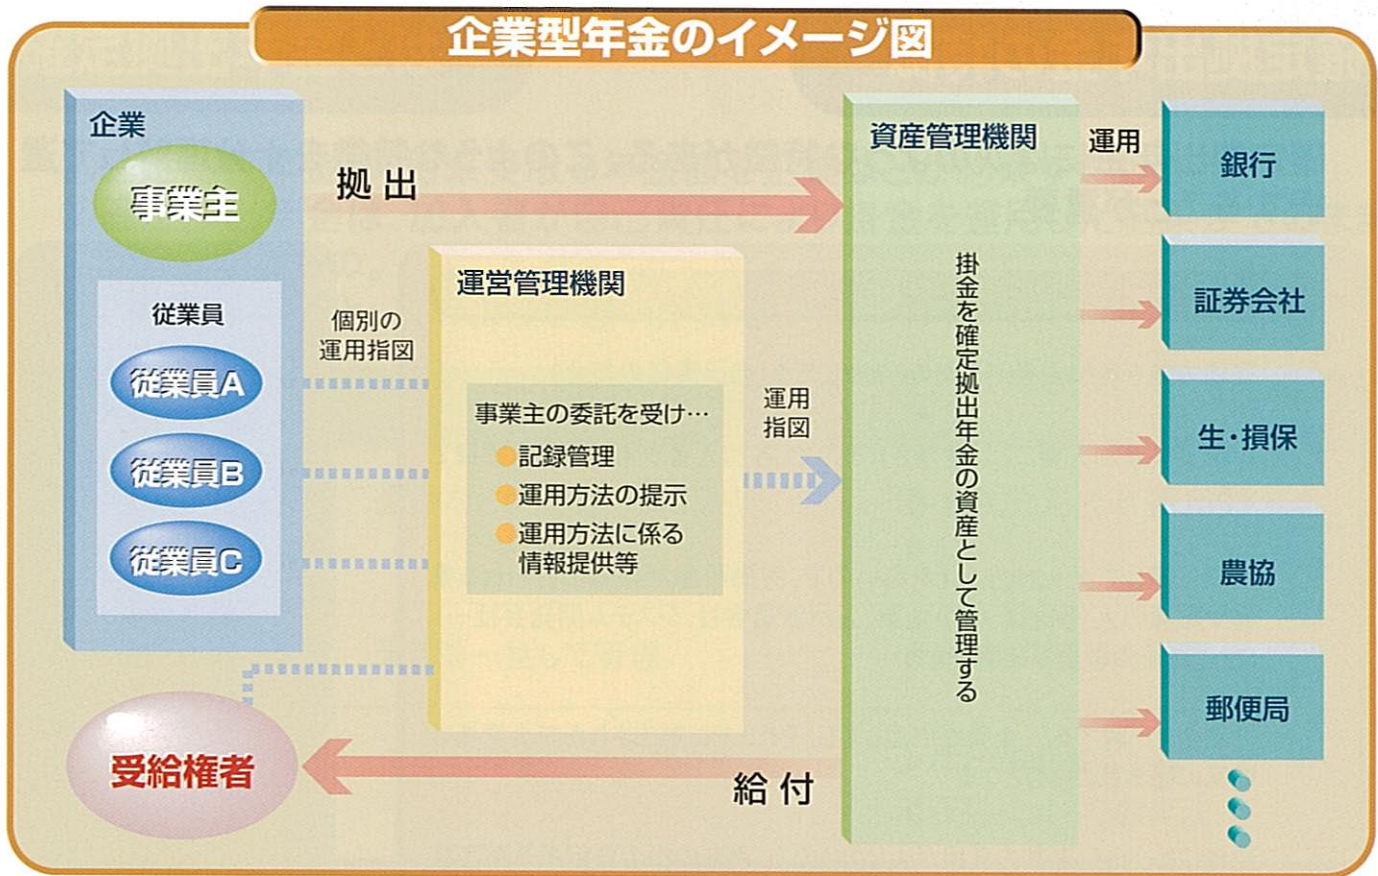 企業型年金のイメージ図
企業
事業主
従業員
従業員A
従業員B
従業員C
拠出
個別の
運用指図
運営管理機関
事業主の委託を受け…
●記録管理
●運用方法の提示
●運用方法に係る
情報提供等
運用
指図
資産管理機関
掛金を確定拠出年金の資産として管理する
運用
銀行
証券会社
生・損保
農協
郵便局
受給権者
給付